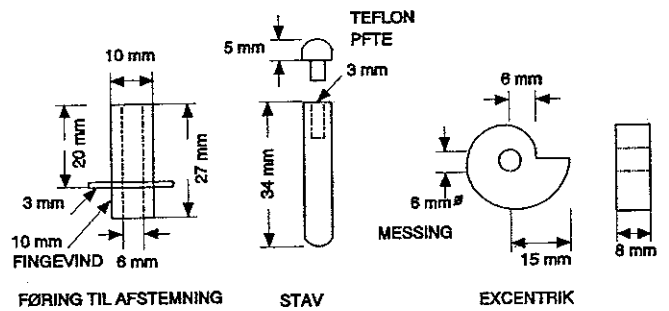 10 mm
20 mm
27 mm
3 mm
10 mm
FINGEVIND
6 mm
FØRING TIL AFSTEMNING
5 mm
TEFLON
PFTE
3 mm
34 mm
STAV
6 mm
6 mm ø
MESSING
15 mm
8 mm
EXCENTRIK